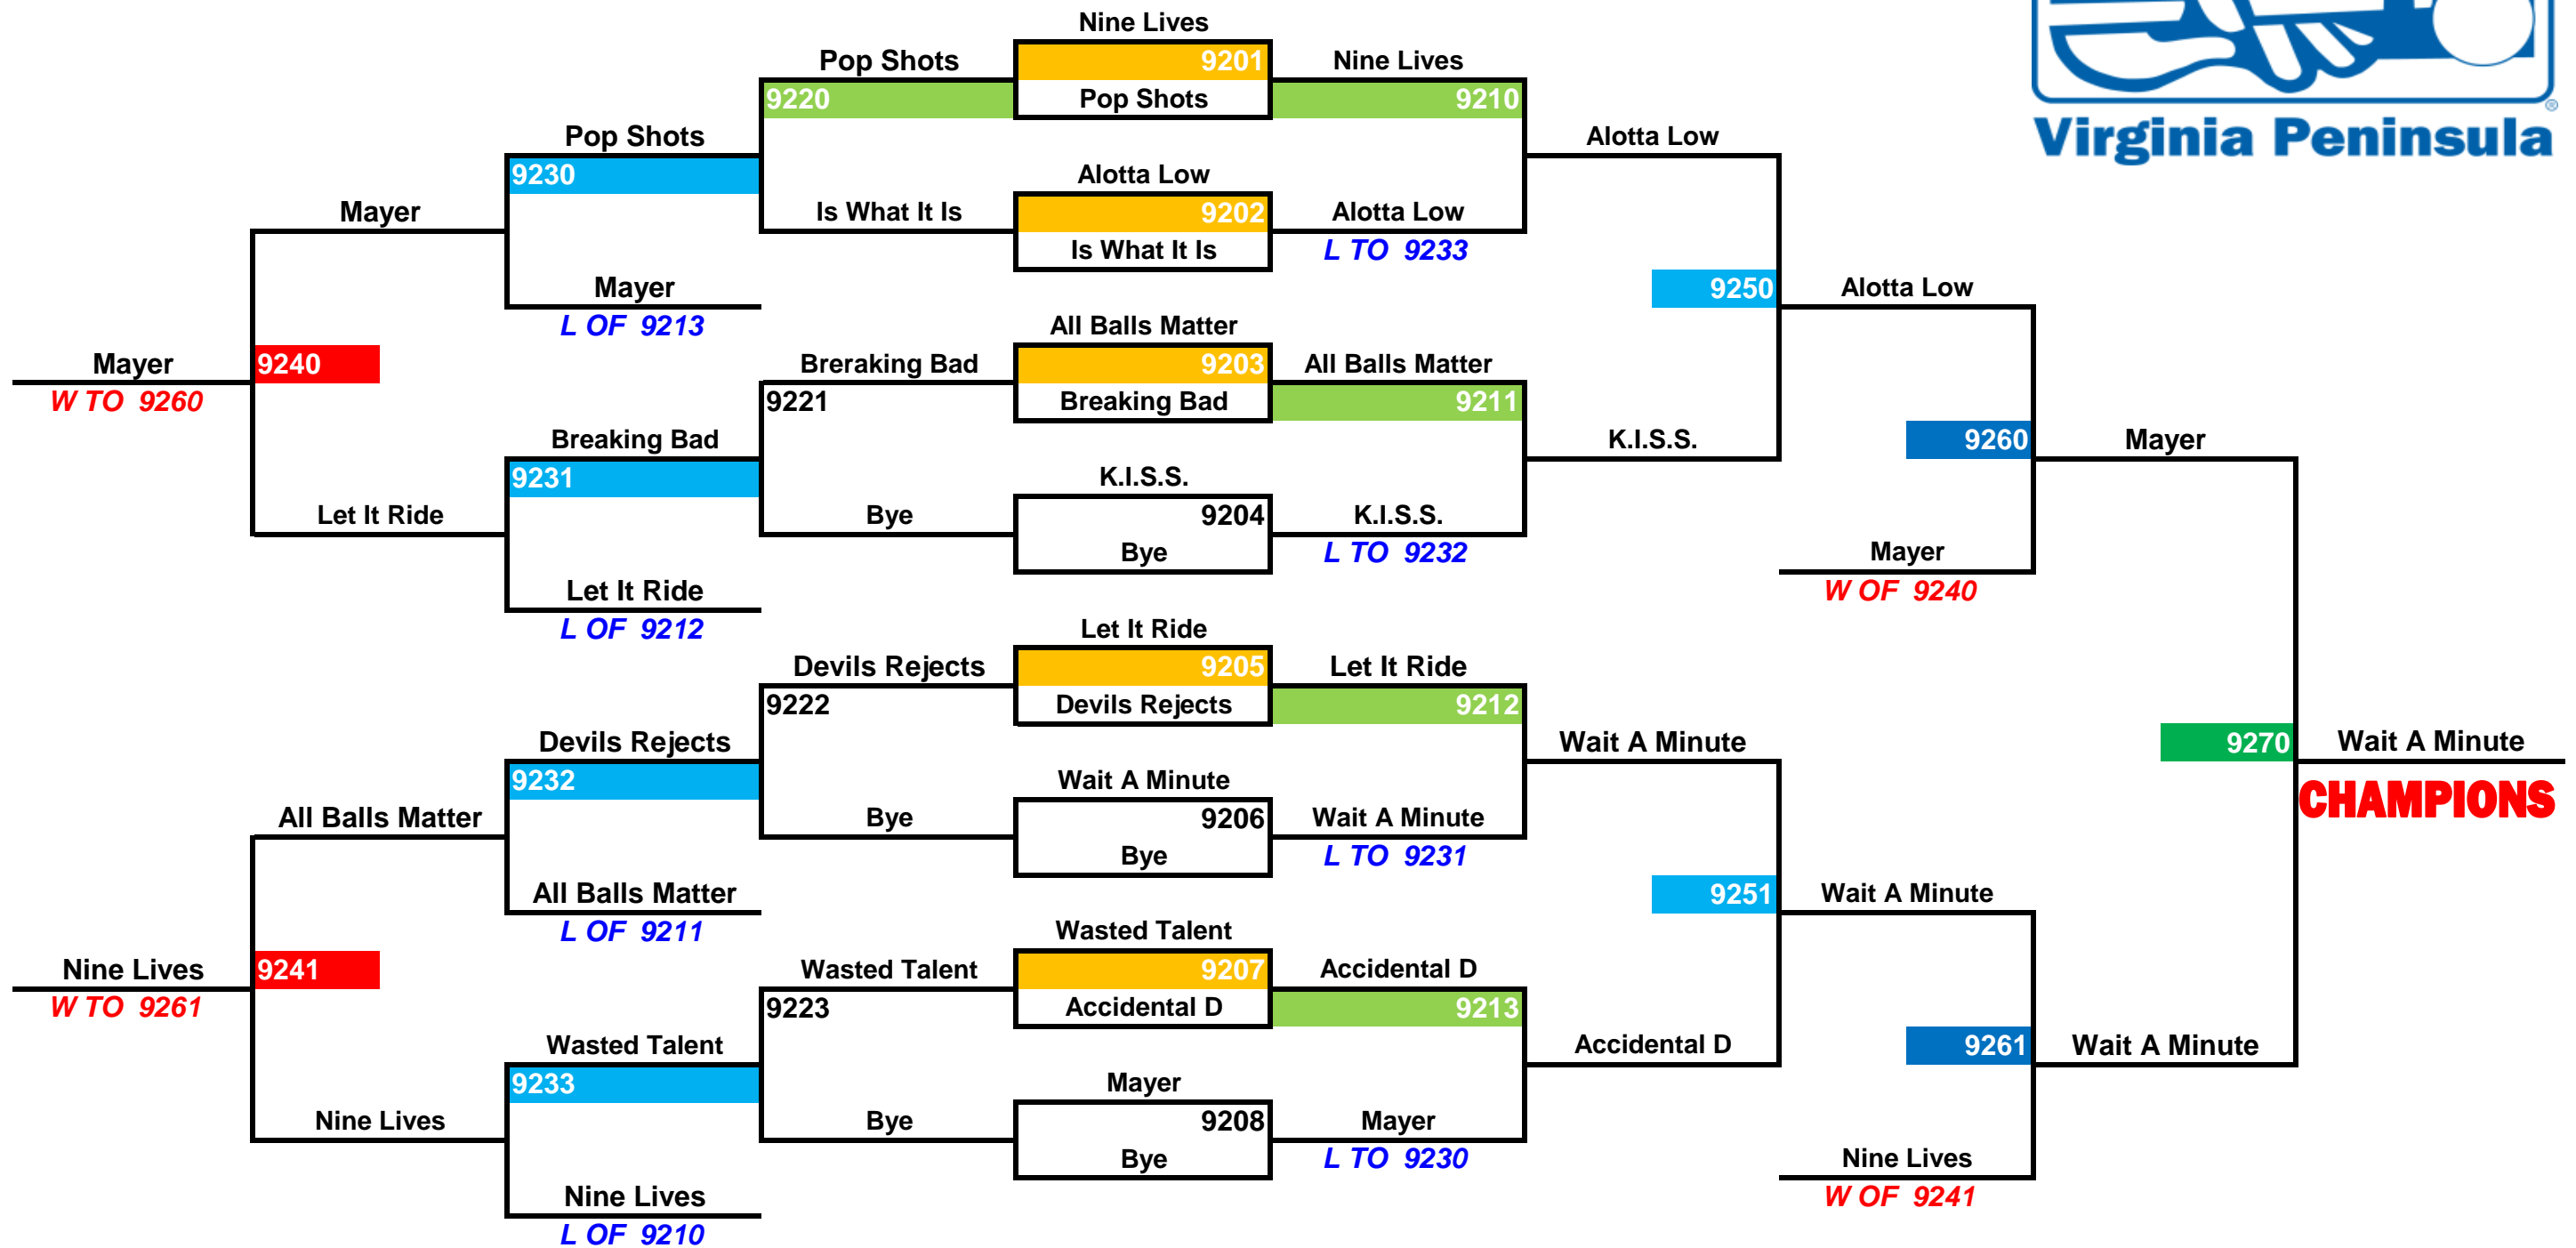 Nine Lives
Pop Shots
9201
Nine Lives
9220
Pop Shots
9210
Virginia Peninsula
®
Pop Shots
Alotta Low
9230
Alotta Low
Mayer
Is What It Is
9202
Alotta Low
Is What It Is
L TO 9233
Mayer
9250
Alotta Low
L OF 9213
All Balls Matter
Mayer
9240
Breraking Bad
9203
All Balls Matter
W TO 9260
9221
Breaking Bad
9211
Breaking Bad
K.I.S.S.
9260
Mayer
9231
K.I.S.S.
Let It Ride
Bye
9204
K.I.S.S.
Bye
L TO 9232
Mayer
Let It Ride
W OF 9240
L OF 9212
Let It Ride
Devils Rejects
9205
Let It Ride
9222
Devils Rejects
9212
Devils Rejects
Wait A Minute
9270
Wait A Minute
9232
Wait A Minute
CHAMPIONS
All Balls Matter
Bye
9206
Wait A Minute
Bye
L TO 9231
All Balls Matter
9251
Wait A Minute
L OF 9211
Wasted Talent
Nine Lives
9241
Wasted Talent
9207
Accidental D
W TO 9261
9223
Accidental D
9213
Wasted Talent
Accidental D
9261
Wait A Minute
9233
Mayer
Nine Lives
Bye
9208
Mayer
Bye
L TO 9230
Nine Lives
Nine Lives
W OF 9241
L OF 9210